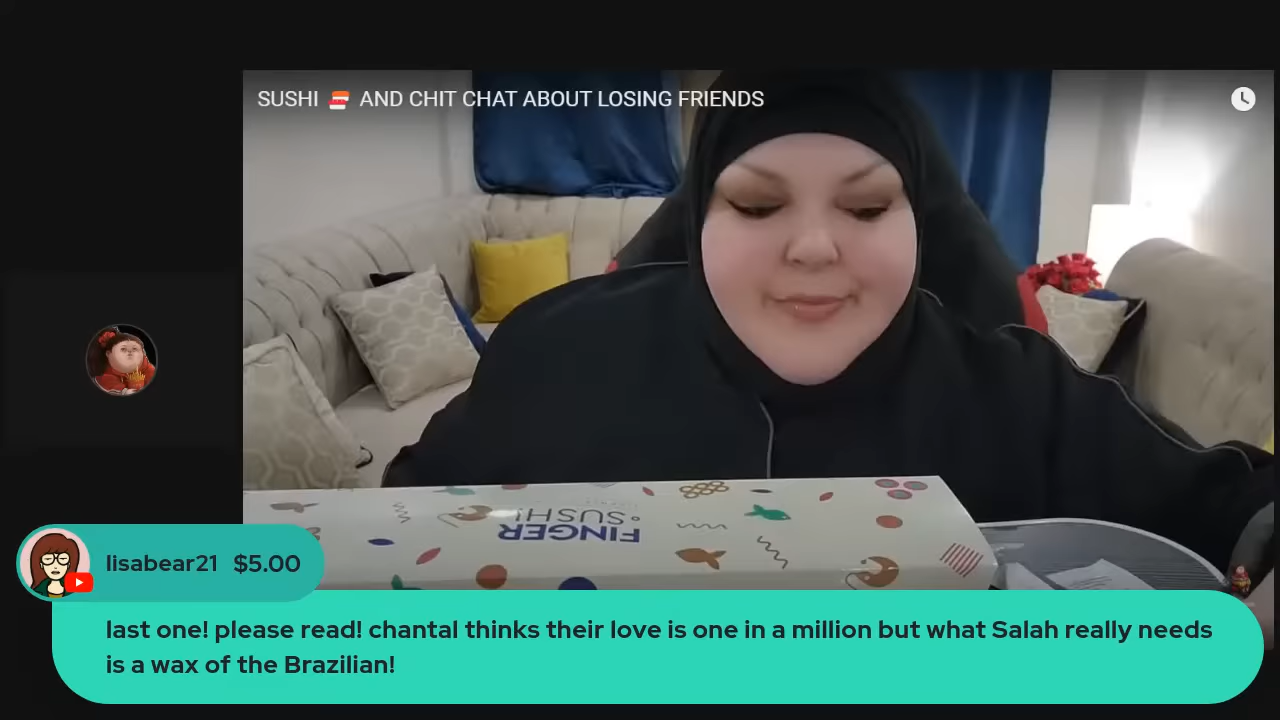 SUSHI 🍣 AND CHIT CHAT ABOUT LOSING FRIENDS
FINGER
SUSHI
lisabear21 $5.00
last one! please read! chantal thinks their love is one in a million but what Salah really needs
is a wax of the Brazilian!